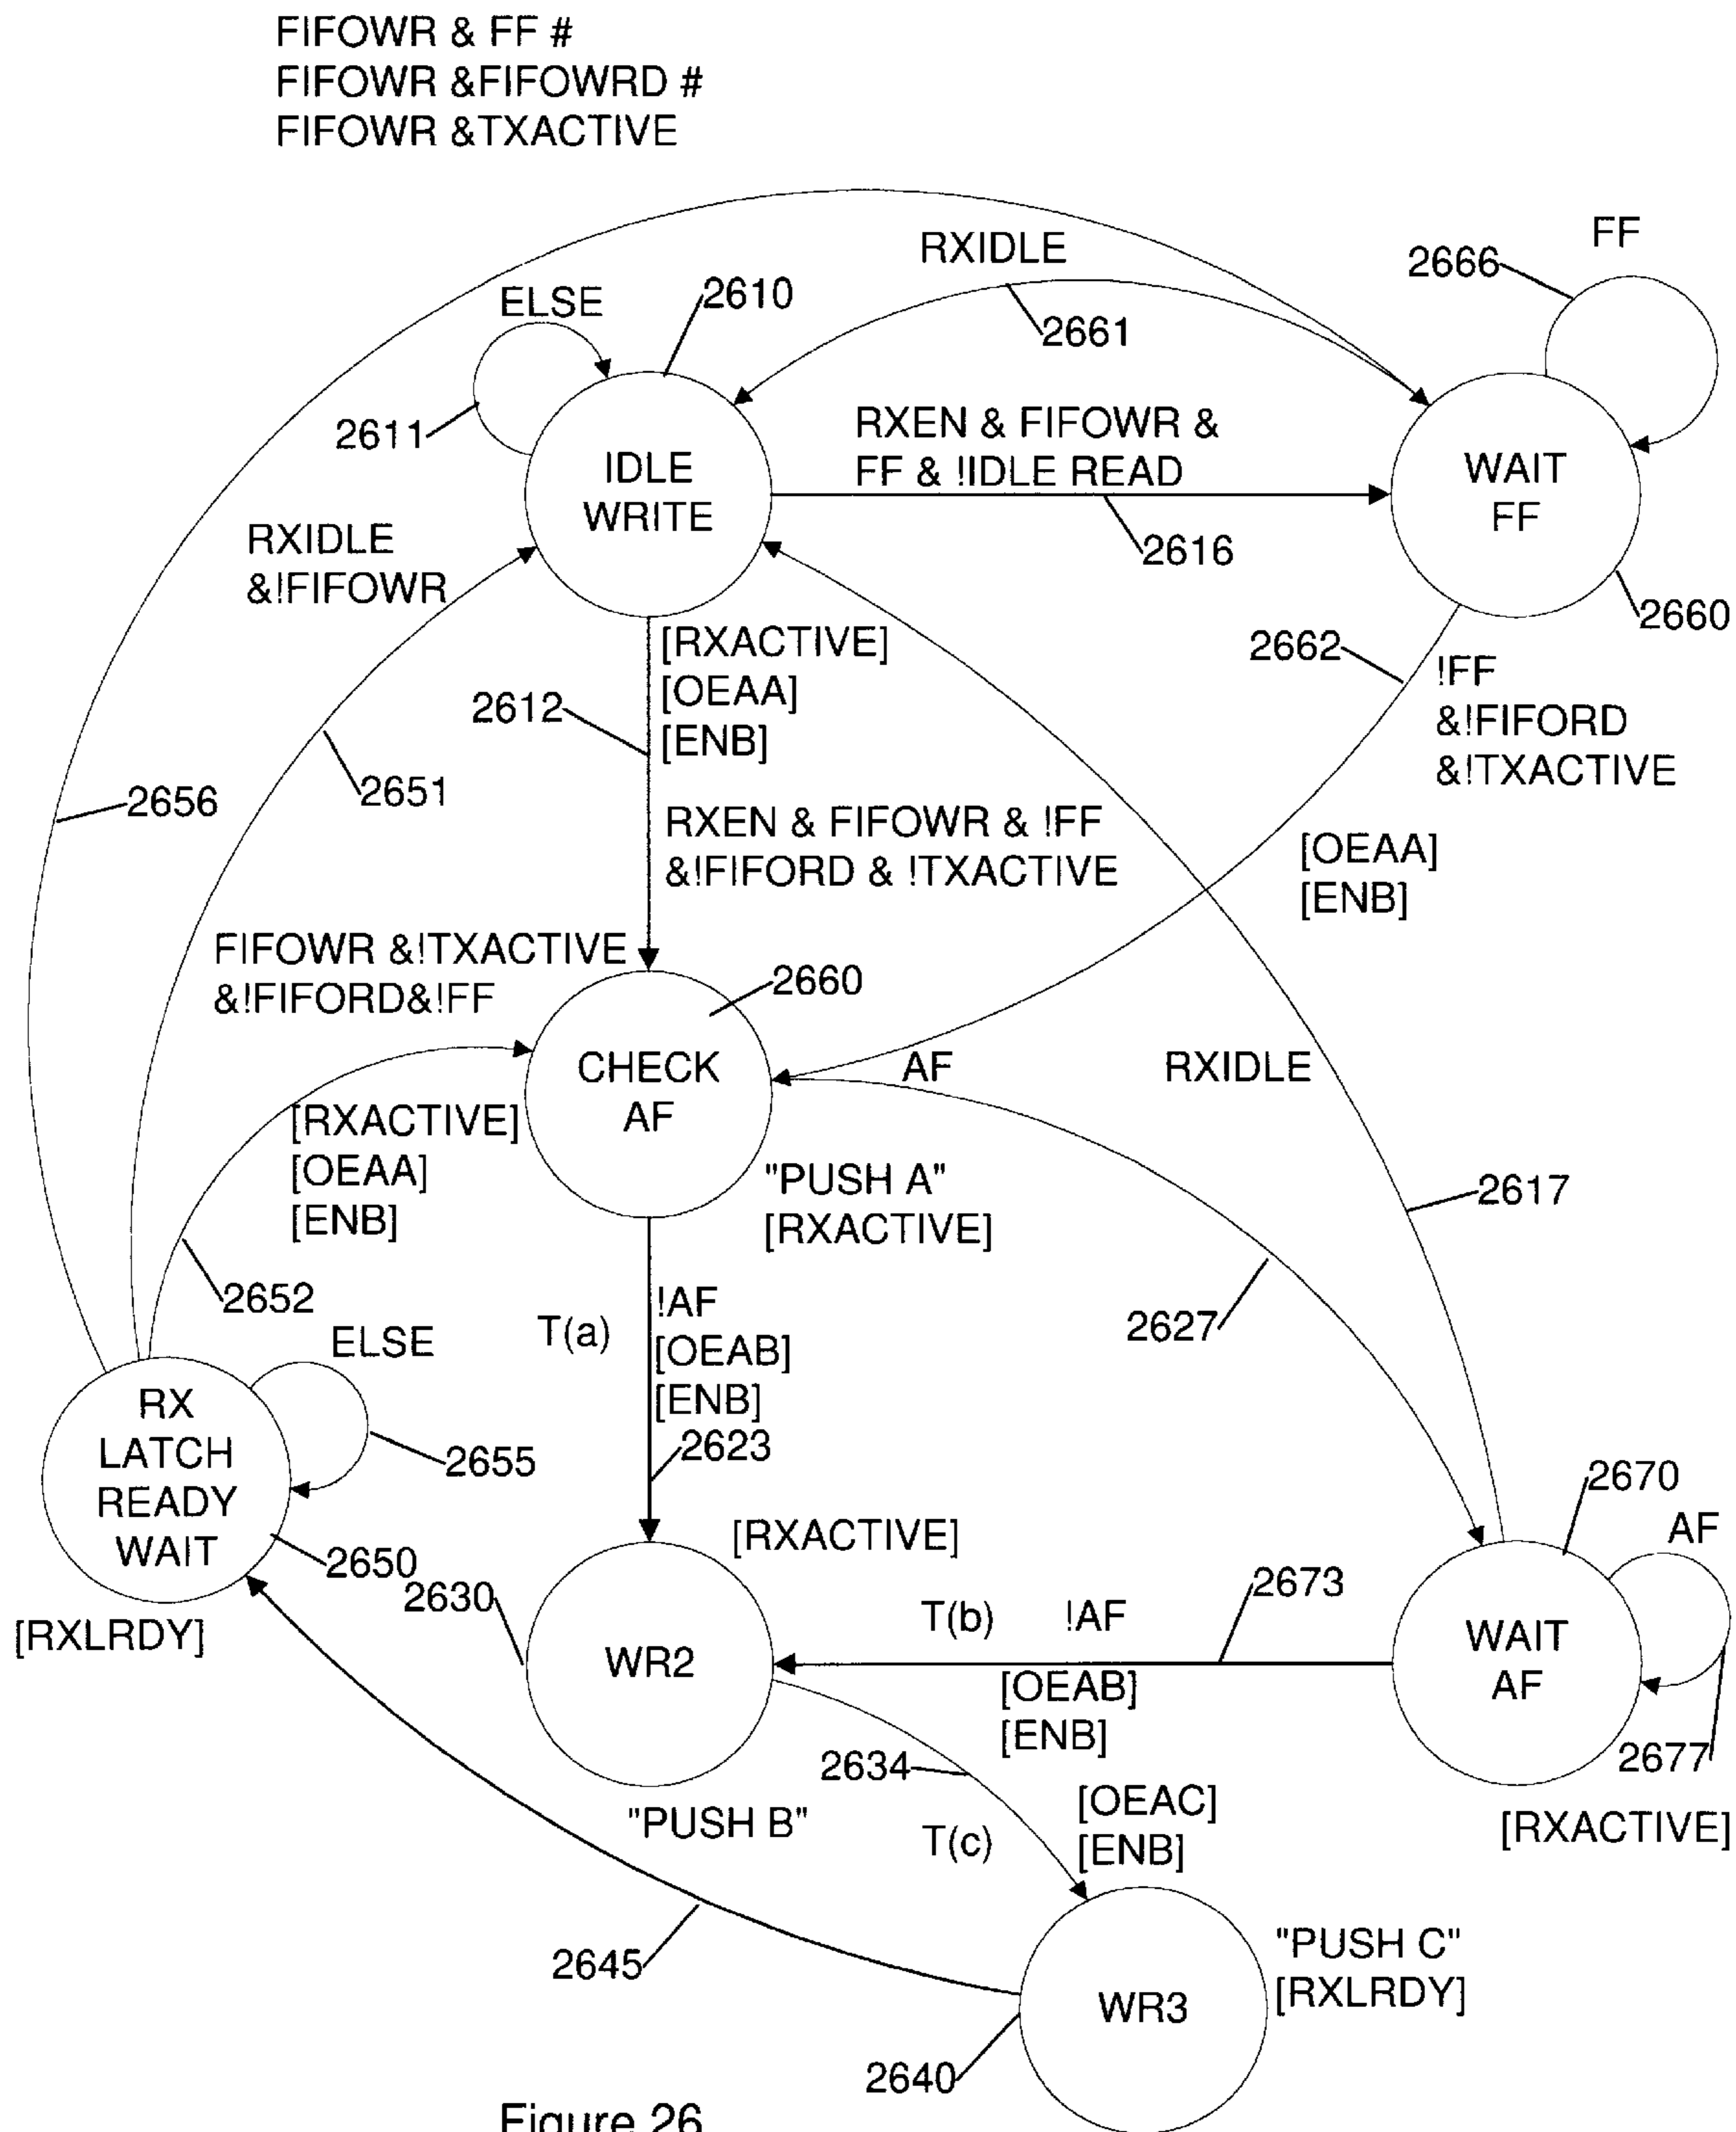 FIFOWR & FF #
FIFOWR &FIFOWRD #
FIFOWR &TXACTIVE
RXIDLE
FF
2666
ELSE
2610
2661
2611
RXEN & FIFOWR &
FF & !IDLE READ
IDLE
WRITE
WAIT
FF
2616
RXIDLE
&!FIFOWR
2660
2662
!FF
&!FIFORD
&!TXACTIVE
[RXACTIVE]
[OEAA]
[ENB]
2612
2656
2651
RXEN & FIFOWR & !FF
&!FIFORD & !TXACTIVE
[OEAA]
[ENB]
FIFOWR &!TXACTIVE
&!FIFORD&!FF
2660
CHECK
AF
AF
RXIDLE
[RXACTIVE]
[OEAA]
[ENB]
"PUSH A"
[RXACTIVE]
2617
2652
T(a)
!AF
[OEAB]
[ENB]
2623
2627
ELSE
RX
LATCH
READY
WAIT
2655
2650
[RXLRDY]
[RXACTIVE]
2630
WR2
2670
AF
2673
T(b)
!AF
[OEAB]
[ENB]
WAIT
AF
2677
[RXACTIVE]
2634
"PUSH B"
T(c)
[OEAC]
[ENB]
2645
"PUSH C"
[RXLRDY]
WR3
2640
Figure 26